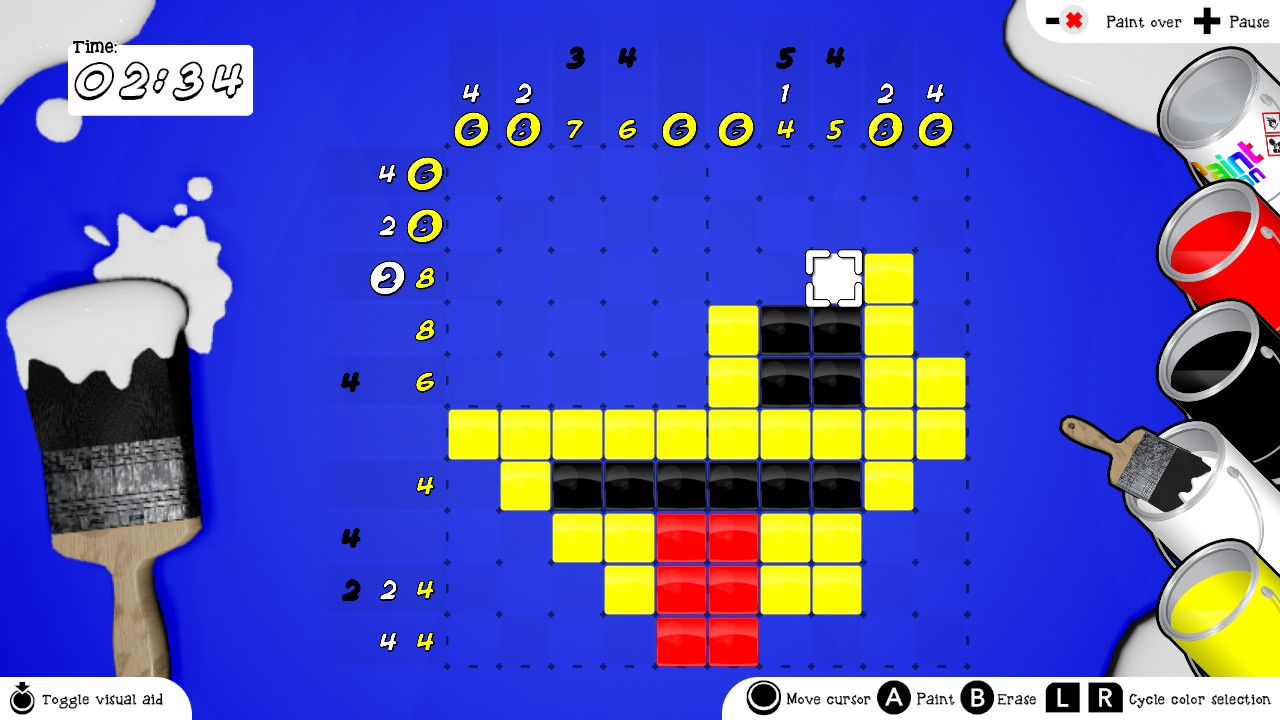 Time:
02:34
Paint over
Pause
3 4 5 4
4 2 1 2 4
6 8 7 6 6 6 4 5 8 6
4 6
2 8
2 8
8
4 6
4
4
2 2 4
4 4
Toggle visual aid
Move cursor A Paint B Erase L R Cycle color selection